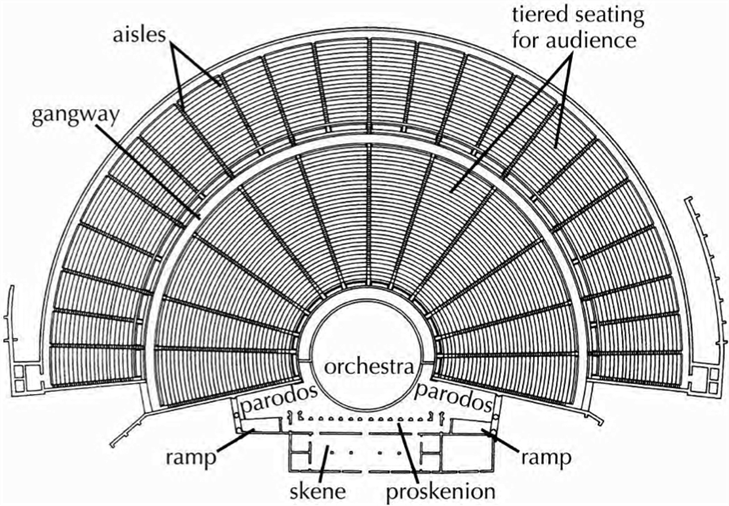 tiered seating
for audience
aisles
gangway
orchestra
parodos
parodos
ramp
ramp
skene
proskenion